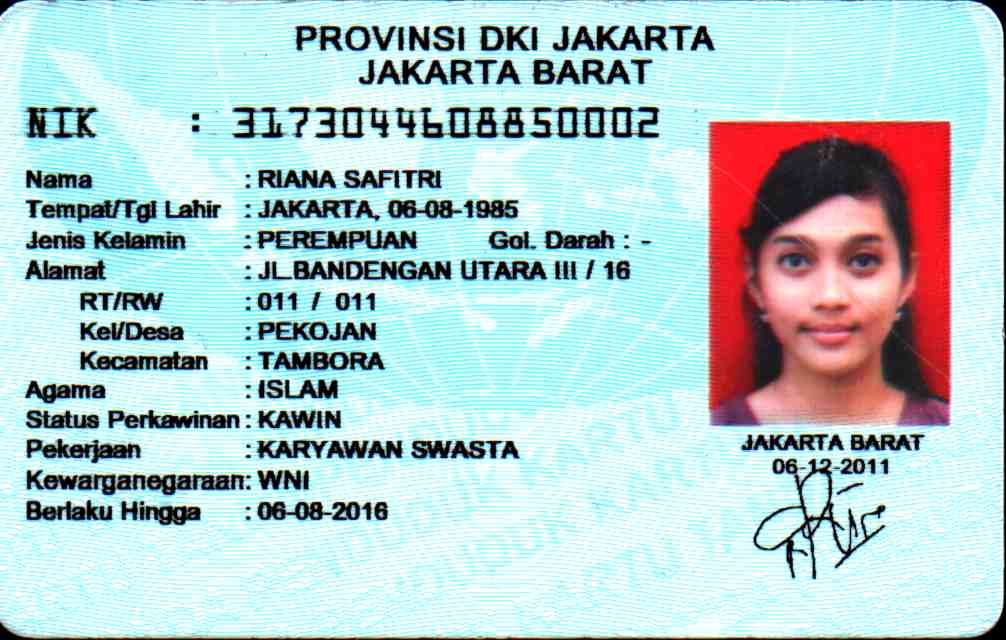 PROVINSI DKI JAKARTA
JAKARTA BARAT
NIK : 3173044608850002
Nama : RIANA SAFITRI
Tempat/Tgl Lahir : JAKARTA, 06-08-1985
Jenis Kelamin : PEREMPUAN Gol. Darah : -
Alamat : JL.BANDENGAN UTARA III / 16
RT/RW : 011 / 011
Kel/Desa : PEKOJAN
Kecamatan : TAMBORA
Agama : ISLAM
Status Perkawinan : KAWIN
Pekerjaan : KARYAWAN SWASTA
Kewarganegaraan: WNI
Berlaku Hingga : 06-08-2016
JAKARTA BARAT
06-12-2011